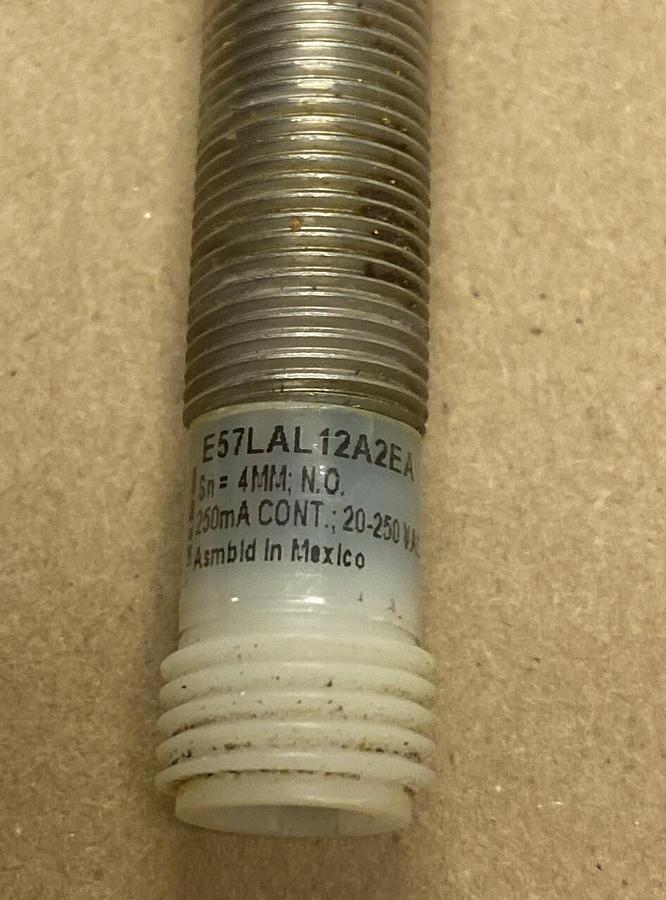 E57LAL12A2EA
Sn = 4MM; N.O.
250mA CONT.; 20-250
Asmbld in Mexico